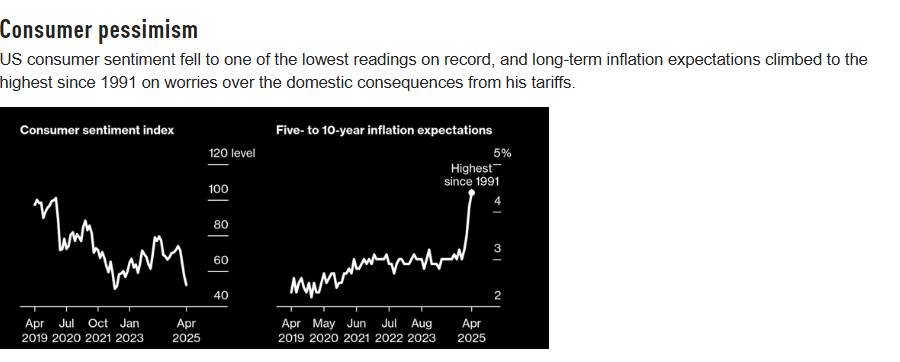 Consumer pessimism
US consumer sentiment fell to one of the lowest readings on record, and long-term inflation expectations climbed to the
highest since 1991 on worries over the domestic consequences from his tariffs.
Consumer sentiment index
120 level
100
80
60
40
Apr Jul Oct Jan Apr
2019 2020 2021 2023 2025
Five- to 10-year inflation expectations
5%
Highest
since 1991
4
3
2
Apr May Jun Jul Aug Apr
2019 2020 2021 2022 2023 2025